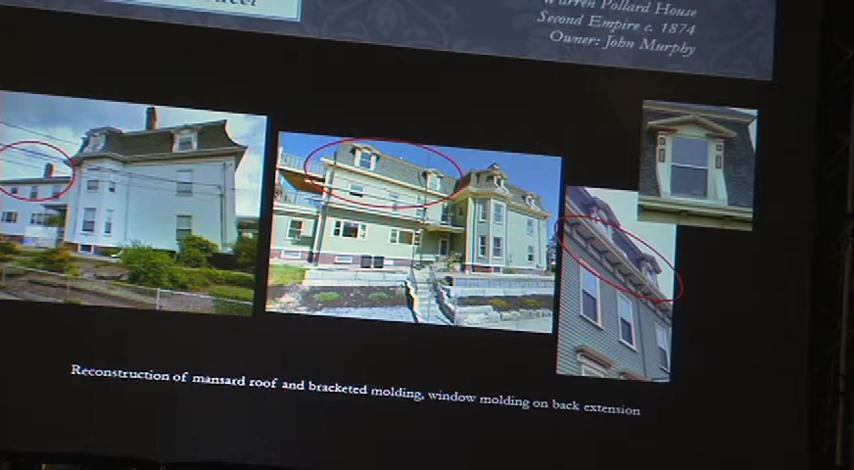 Warren Pollard House
Second Empire c. 1874
Owner: John Murphy
Reconstruction of mansard roof and bracketed molding, window molding on back extension